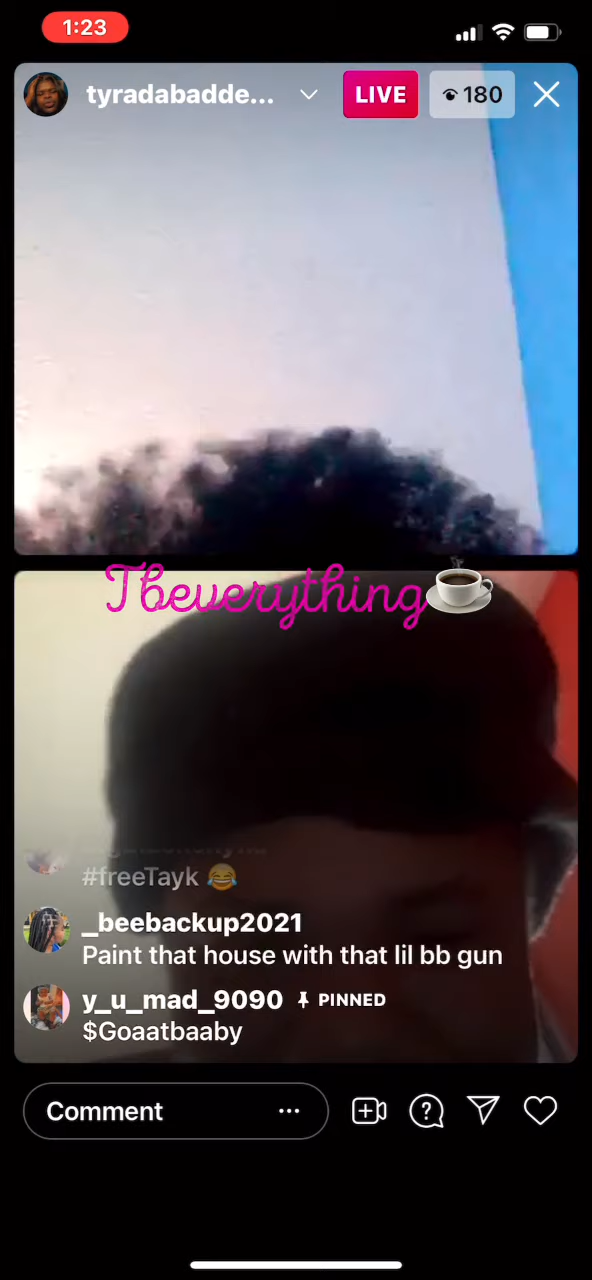 1:23
tyradabadde...
LIVE
180
Tbeverything
#freeTayk 😂
_beebackup2021
Paint that house with that lil bb gun
y_u_mad_9090 PINNED
$Goaatbaaby
Comment